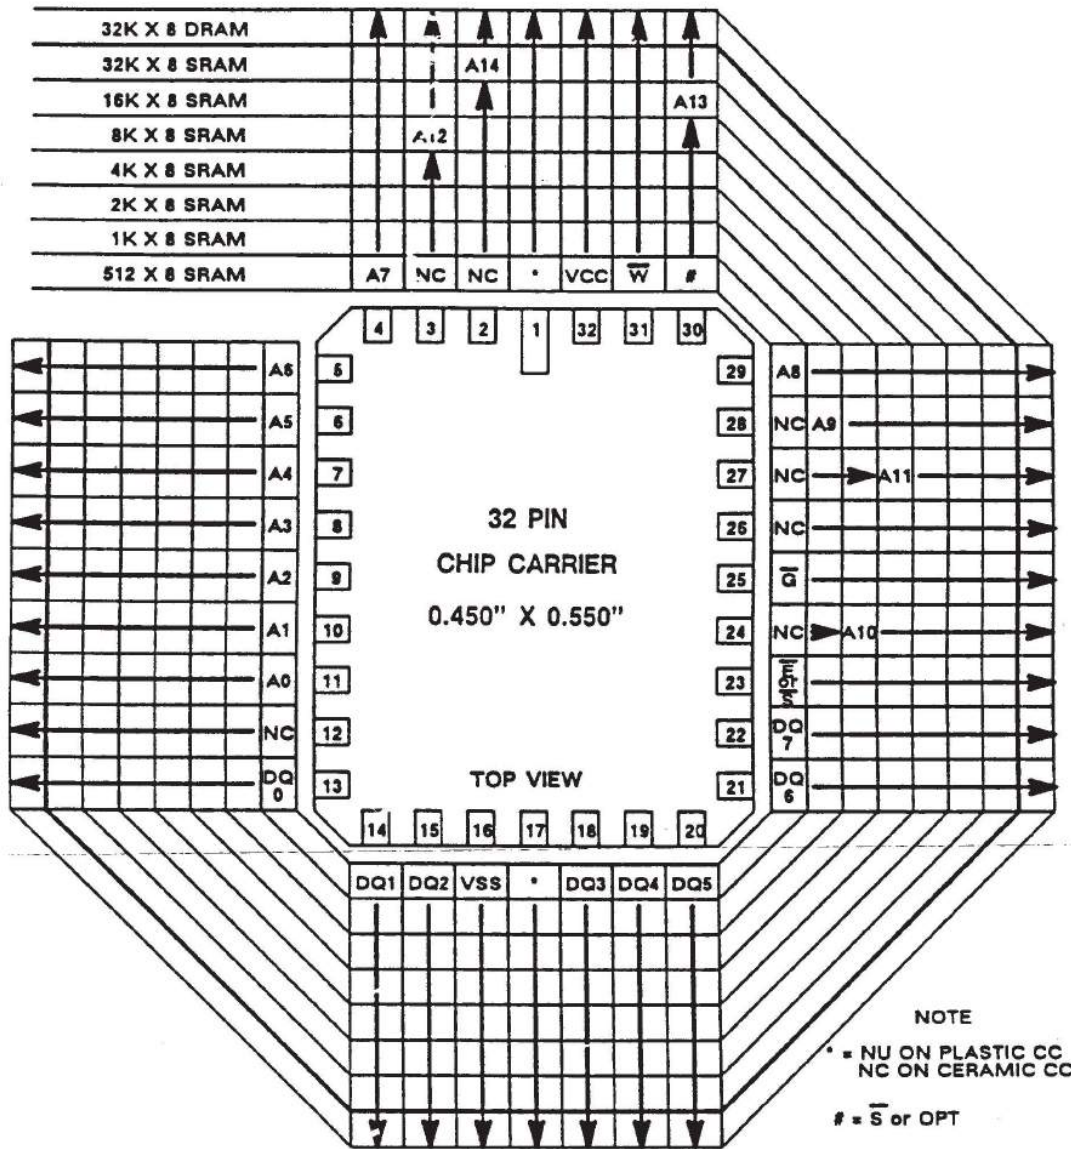 32K X 8 DRAM
32K X 8 SRAM
A14
16K X 8 SRAM
A13
8K X 8 SRAM
A12
4K X 8 SRAM
2K X 8 SRAM
1K X 8 SRAM
512 X 8 SRAM
A7 NC NC * VCC W̅ #
4 3 2 1 32 31 30
A6 5 29 A8
A5 6 28 NC A9
A4 7 27 NC A11
A3 8 26 NC
A2 9 25 G̅
A1 10 24 NC A10
A0 11 23 E̅ or S̅
NC 12 22 DQ 7
DQ 0 13 21 DQ 6
32 PIN
CHIP CARRIER
0.450" X 0.550"
TOP VIEW
14 15 16 17 18 19 20
DQ1 DQ2 VSS * DQ3 DQ4 DQ5
NOTE
* = NU ON PLASTIC CC
NC ON CERAMIC CC
# = S̅ or OPT